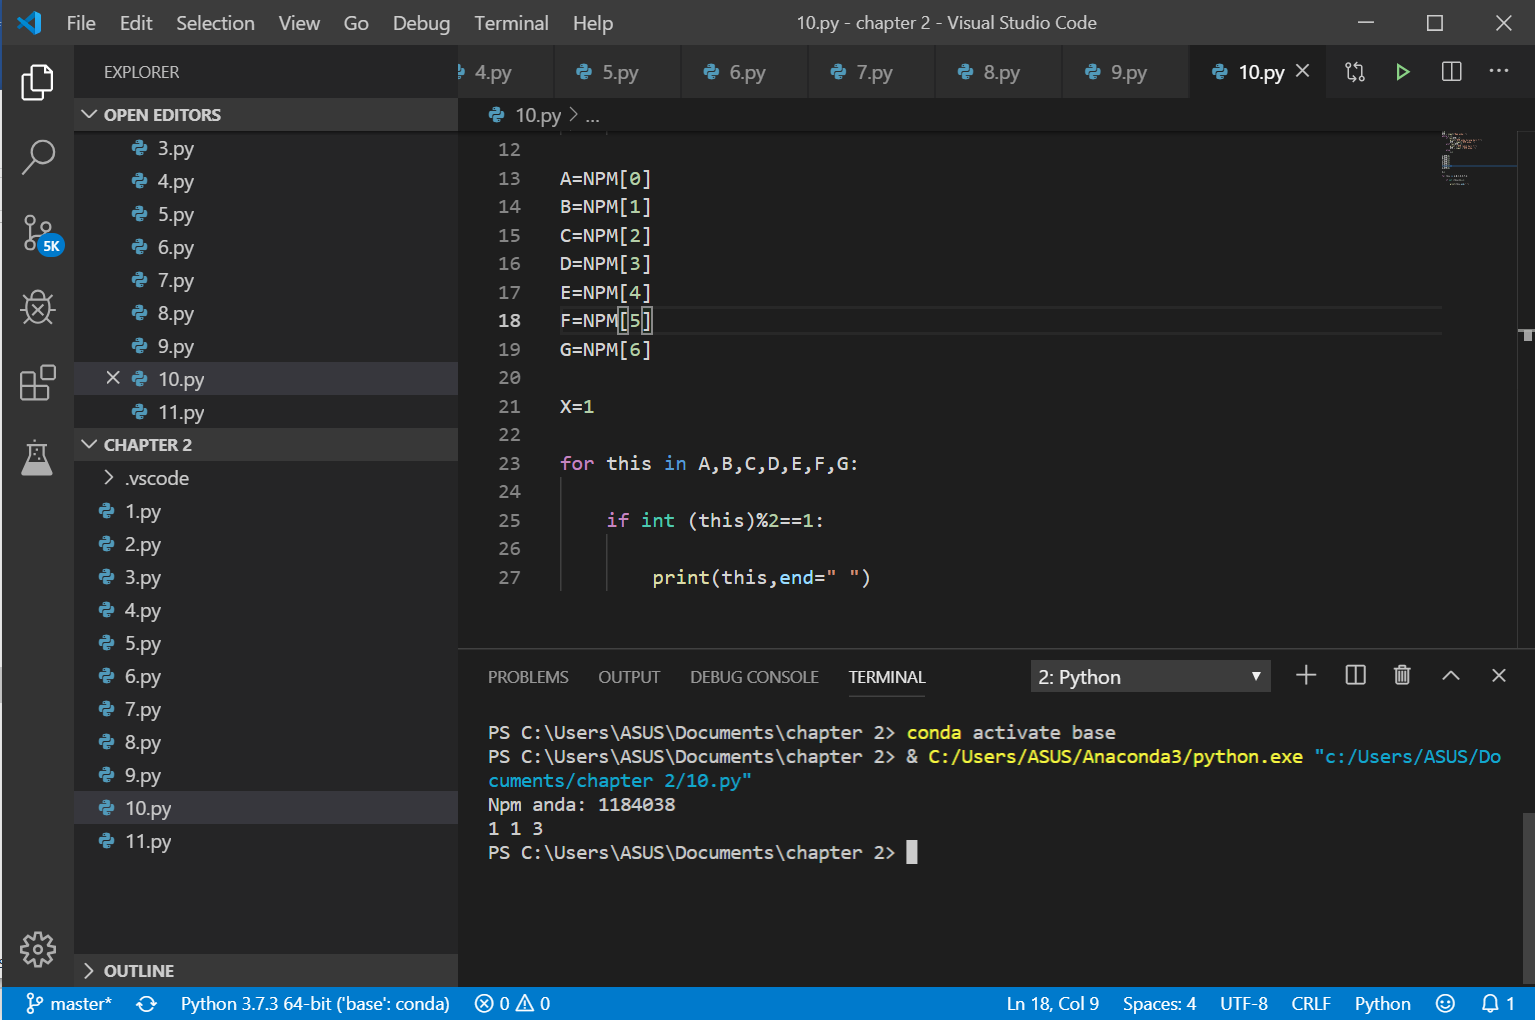 File Edit Selection View Go Debug Terminal Help 10.py - chapter 2 - Visual Studio Code
EXPLORER
4.py 5.py 6.py 7.py 8.py 9.py 10.py
OPEN EDITORS
3.py
4.py
5.py
6.py
7.py
8.py
9.py
10.py
11.py
5K
CHAPTER 2
.vscode
1.py
2.py
3.py
4.py
5.py
6.py
7.py
8.py
9.py
10.py
11.py
OUTLINE
10.py > ...
12
13 A=NPM[0]
14 B=NPM[1]
15 C=NPM[2]
16 D=NPM[3]
17 E=NPM[4]
18 F=NPM[5]
19 G=NPM[6]
20
21 X=1
22
23 for this in A,B,C,D,E,F,G:
24
25 if int (this)%2==1:
26
27 print(this,end=" ")
PROBLEMS OUTPUT DEBUG CONSOLE TERMINAL 2: Python
PS C:\Users\ASUS\Documents\chapter 2> conda activate base
PS C:\Users\ASUS\Documents\chapter 2> & C:/Users/ASUS/Anaconda3/python.exe "c:/Users/ASUS/Do
cuments/chapter 2/10.py"
Npm anda: 1184038
1 1 3
PS C:\Users\ASUS\Documents\chapter 2>
master* Python 3.7.3 64-bit ('base': conda) 0 0 Ln 18, Col 9 Spaces: 4 UTF-8 CRLF Python 1